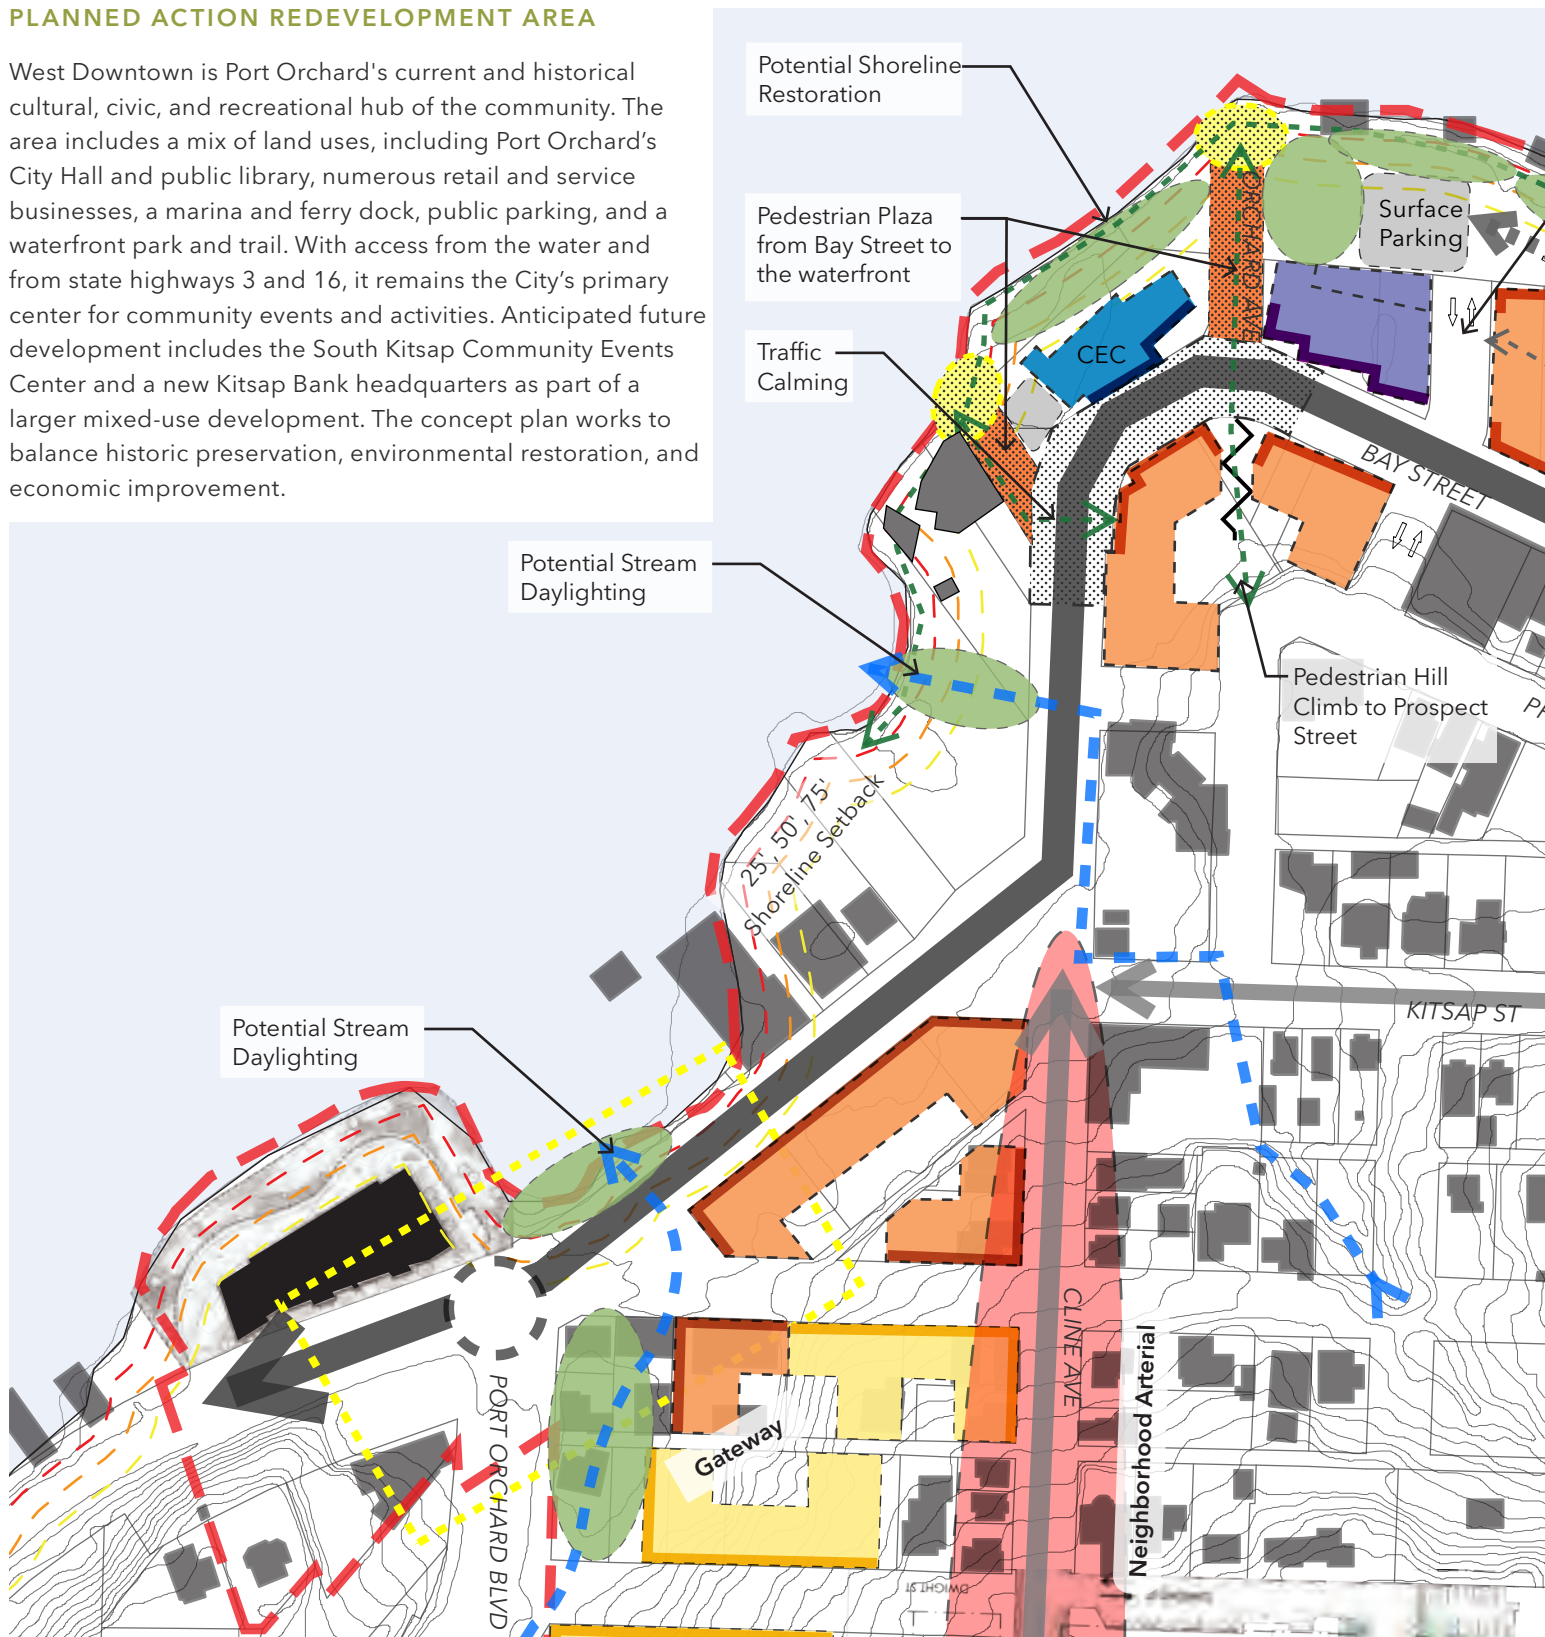 PLANNED ACTION REDEVELOPMENT AREA
West Downtown is Port Orchard's current and historical
cultural, civic, and recreational hub of the community. The
area includes a mix of land uses, including Port Orchard’s
City Hall and public library, numerous retail and service
businesses, a marina and ferry dock, public parking, and a
waterfront park and trail. With access from the water and
from state highways 3 and 16, it remains the City’s primary
center for community events and activities. Anticipated future
development includes the South Kitsap Community Events
Center and a new Kitsap Bank headquarters as part of a
larger mixed-use development. The concept plan works to
balance historic preservation, environmental restoration, and
economic improvement.
Potential Shoreline
Restoration
Pedestrian Plaza
from Bay Street to
the waterfront
Traffic
Calming
Potential Stream
Daylighting
Potential Stream
Daylighting
ORCHARD AVE
Surface
Parking
CEC
BAY STREET
Pedestrian Hill
Climb to Prospect
Street
25', 50', 75'
Shoreline Setback
KITSAP ST
CLINE AVE
Neighborhood Arterial
Gateway
PORT ORCHARD BLVD
DWIGHT ST